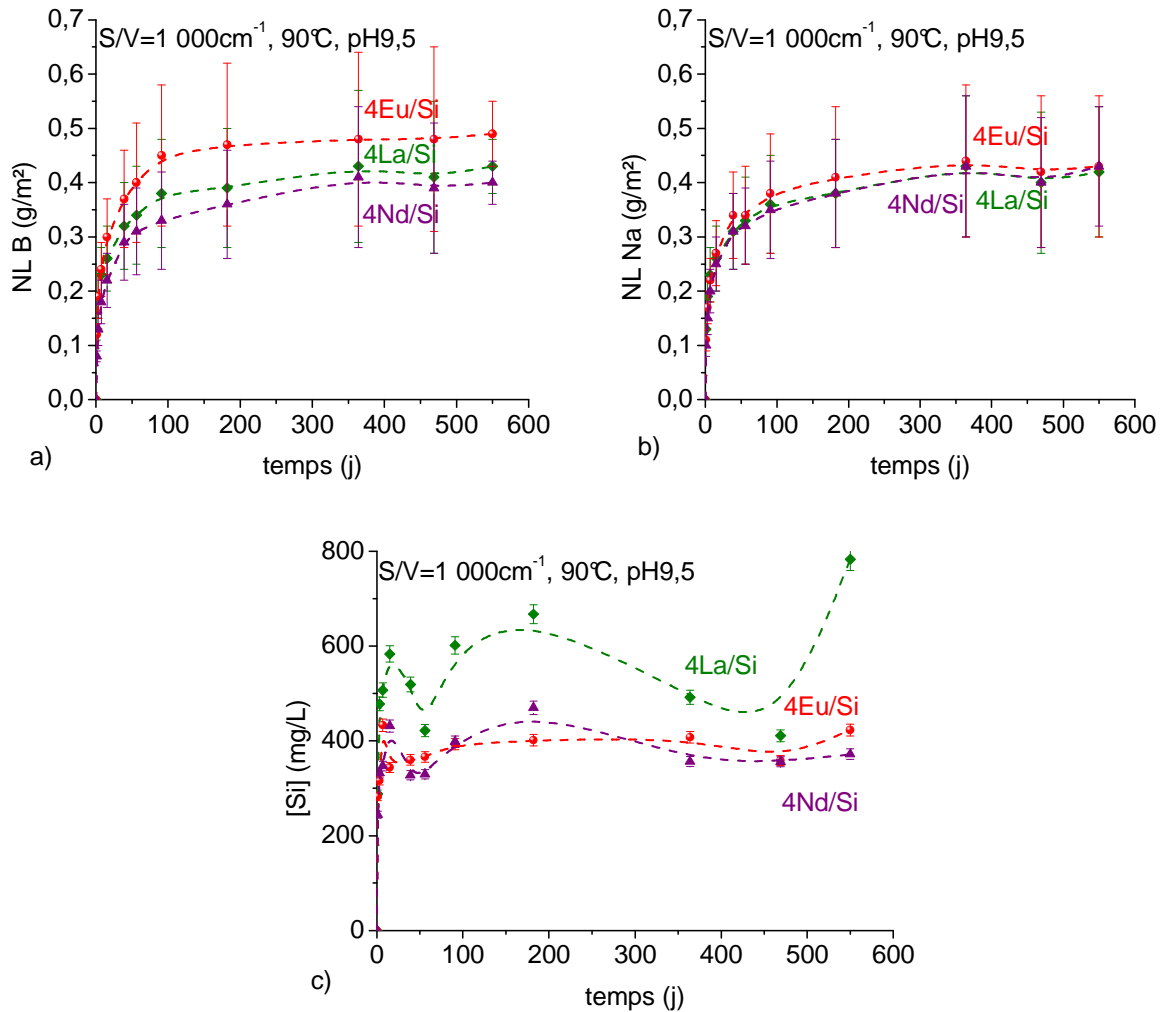 S/V=1 000cm⁻¹, 90℃, pH9,5
0,7
0,6
0,5
0,4
0,3
0,2
0,1
0,0
NL B (g/m²)
4Eu/Si
4La/Si
4Nd/Si
0 100 200 300 400 500 600
temps (j)
a)
S/V=1 000cm⁻¹, 90℃, pH9,5
0,7
0,6
0,5
0,4
0,3
0,2
0,1
0,0
NL Na (g/m²)
4Eu/Si
4Nd/Si 4La/Si
0 100 200 300 400 500 600
temps (j)
b)
S/V=1 000cm⁻¹, 90℃, pH9,5
800
600
400
200
0
[Si] (mg/L)
4La/Si
4Eu/Si
4Nd/Si
0 100 200 300 400 500 600
temps (j)
c)